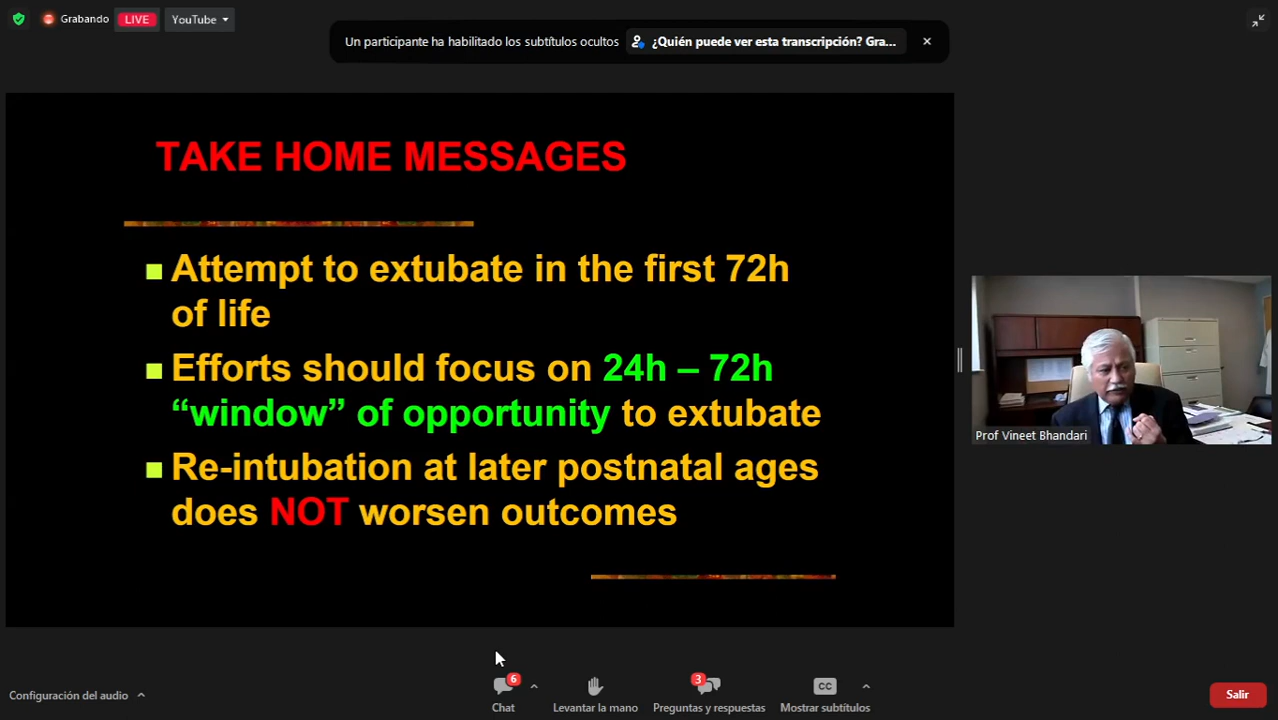 Grabando
LIVE
YouTube
Un participante ha habilitado los subtítulos ocultos
¿Quién puede ver esta transcripción? Gra...
TAKE HOME MESSAGES
Attempt to extubate in the first 72h
of life
Efforts should focus on 24h – 72h
“window” of opportunity to extubate
Re-intubation at later postnatal ages
does NOT worsen outcomes
Prof Vineet Bhandari
Configuración del audio
6
Chat
Levantar la mano
3
Preguntas y respuestas
CC
Mostrar subtítulos
Salir